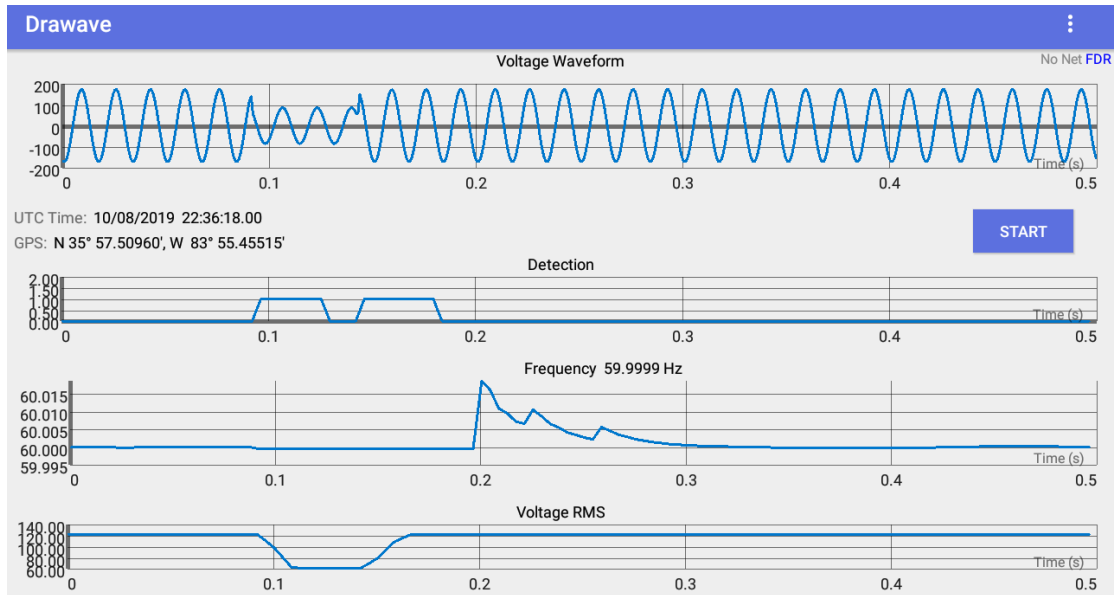 Drawave
Voltage Waveform
No Net FDR
200
100
0
-100
-200
Time (s)
0 0.1 0.2 0.3 0.4 0.5
UTC Time: 10/08/2019 22:36:18.00
START
GPS: N 35° 57.50960', W 83° 55.45515'
Detection
2.00
1.50
1.00
0.50
0.00
Time (s)
0 0.1 0.2 0.3 0.4 0.5
Frequency 59.9999 Hz
60.015
60.010
60.005
60.000
59.995
Time (s)
0 0.1 0.2 0.3 0.4 0.5
Voltage RMS
140.00
120.00
100.00
80.00
60.00
Time (s)
0 0.1 0.2 0.3 0.4 0.5